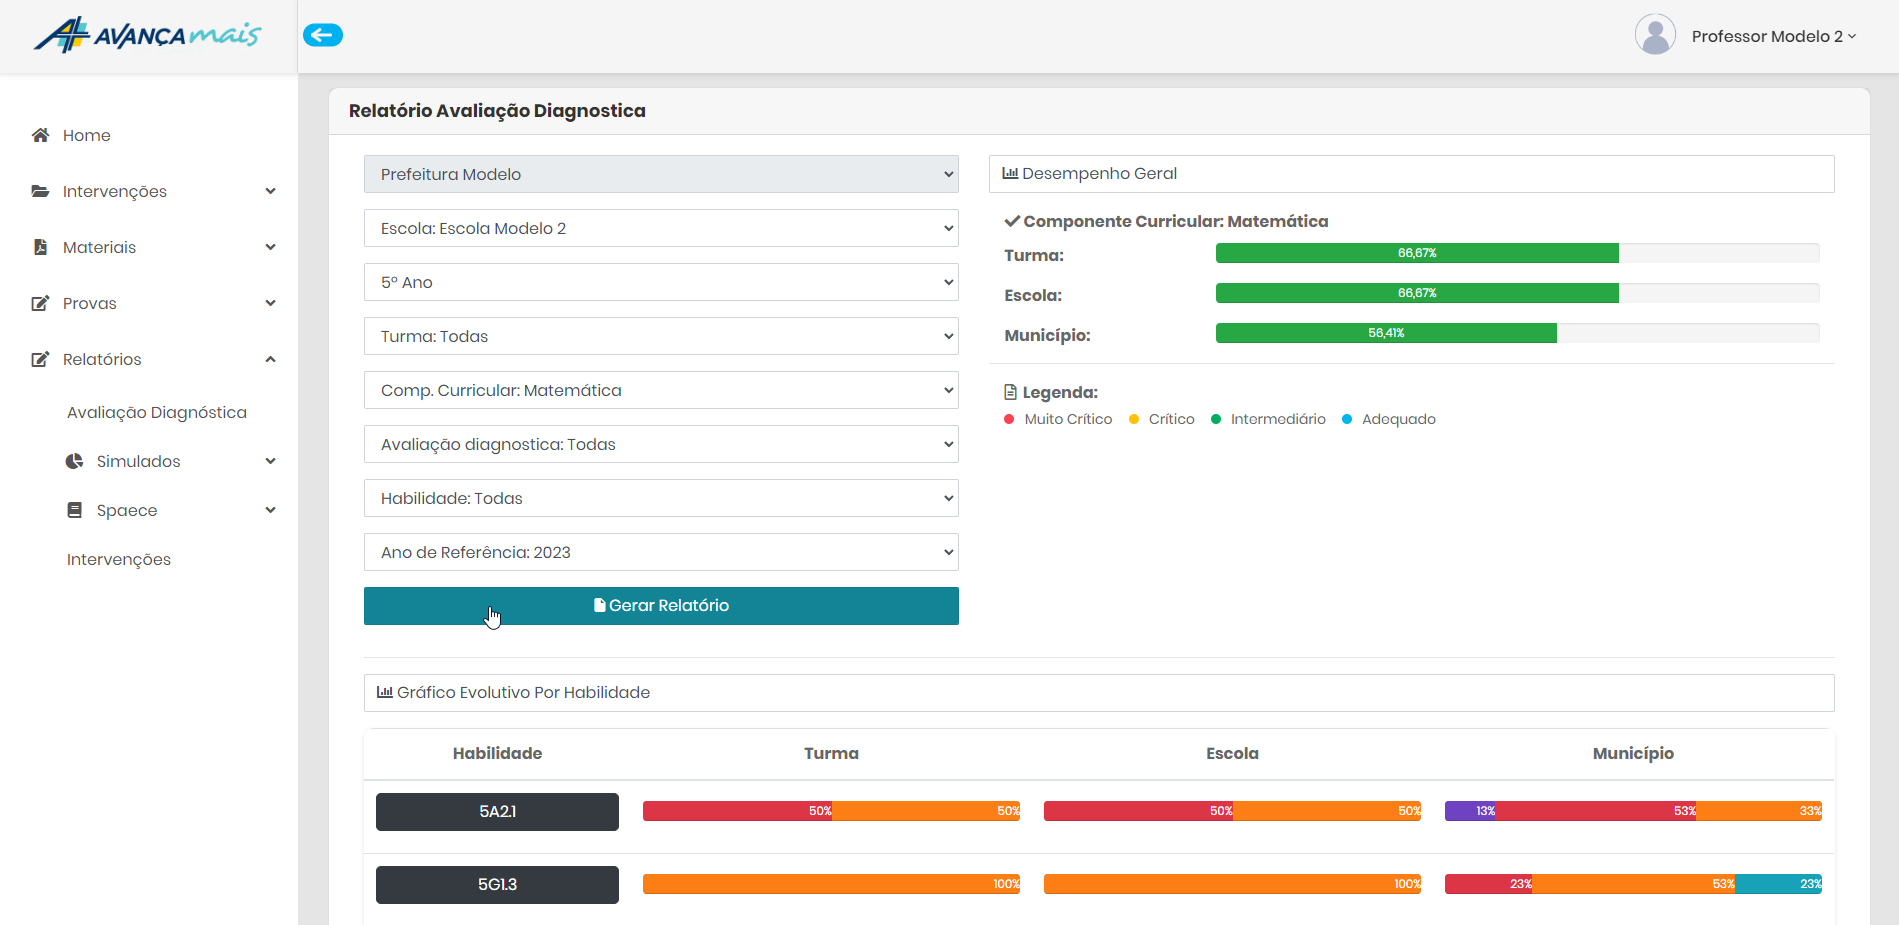 AVANÇA mais
Professor Modelo 2
Home
Intervenções
Materiais
Provas
Relatórios
Avaliação Diagnóstica
Simulados
Spaece
Intervenções
Relatório Avaliação Diagnostica
Prefeitura Modelo
Escola: Escola Modelo 2
5º Ano
Turma: Todas
Comp. Curricular: Matemática
Avaliação diagnostica: Todas
Habilidade: Todas
Ano de Referência: 2023
Gerar Relatório
Desempenho Geral
Componente Curricular: Matemática
Turma: 66,67%
Escola: 66,67%
Município: 56,41%
Legenda:
Muito Crítico Crítico Intermediário Adequado
Gráfico Evolutivo Por Habilidade
Habilidade Turma Escola Município
5A2.1 50% 50% 50% 50% 13% 53% 33%
5G1.3 100% 100% 23% 53% 23%